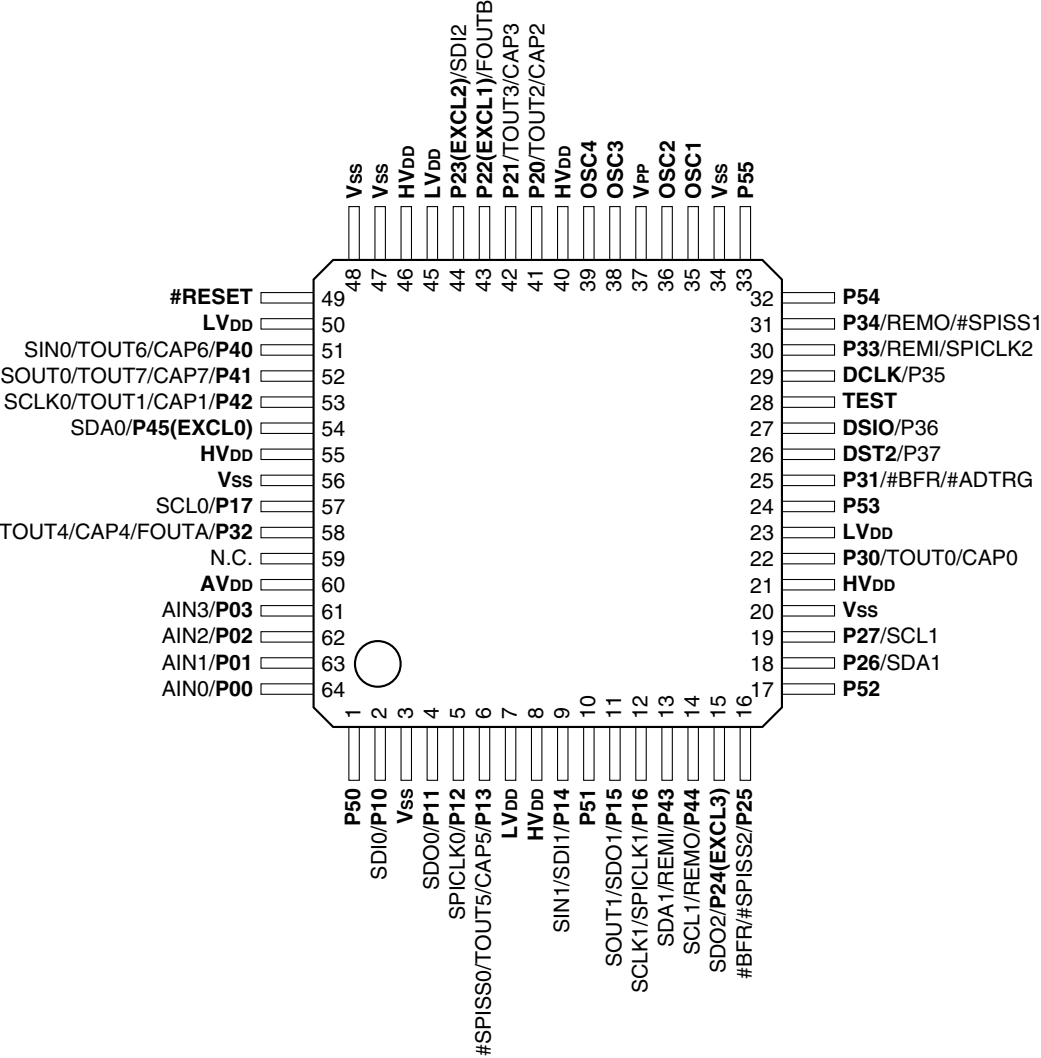 VSS
VSS
HVDD
LVDD
P23(EXCL2)/SDI2
P22(EXCL1)/FOUTB
P21/TOUT3/CAP3
P20/TOUT2/CAP2
HVDD
OSC4
OSC3
VPP
OSC2
OSC1
VSS
P55
48
47
46
45
44
43
42
41
40
39
38
37
36
35
34
33
#RESET 49
LVDD 50
SIN0/TOUT6/CAP6/P40 51
SOUT0/TOUT7/CAP7/P41 52
SCLK0/TOUT1/CAP1/P42 53
SDA0/P45(EXCL0) 54
HVDD 55
VSS 56
SCL0/P17 57
TOUT4/CAP4/FOUTA/P32 58
N.C. 59
AVDD 60
AIN3/P03 61
AIN2/P02 62
AIN1/P01 63
AIN0/P00 64
32 P54
31 P34/REMO/#SPISS1
30 P33/REMI/SPICLK2
29 DCLK/P35
28 TEST
27 DSIO/P36
26 DST2/P37
25 P31/#BFR/#ADTRG
24 P53
23 LVDD
22 P30/TOUT0/CAP0
21 HVDD
20 VSS
19 P27/SCL1
18 P26/SDA1
17 P52
1
2
3
4
5
6
7
8
9
10
11
12
13
14
15
16
P50
SDI0/P10
VSS
SDO0/P11
SPICLK0/P12
#SPISS0/TOUT5/CAP5/P13
LVDD
HVDD
SIN1/SDI1/P14
P51
SOUT1/SDO1/P15
SCLK1/SPICLK1/P16
SDA1/REMI/P43
SCL1/REMO/P44
SDO2/P24(EXCL3)
#BFR/#SPISS2/P25